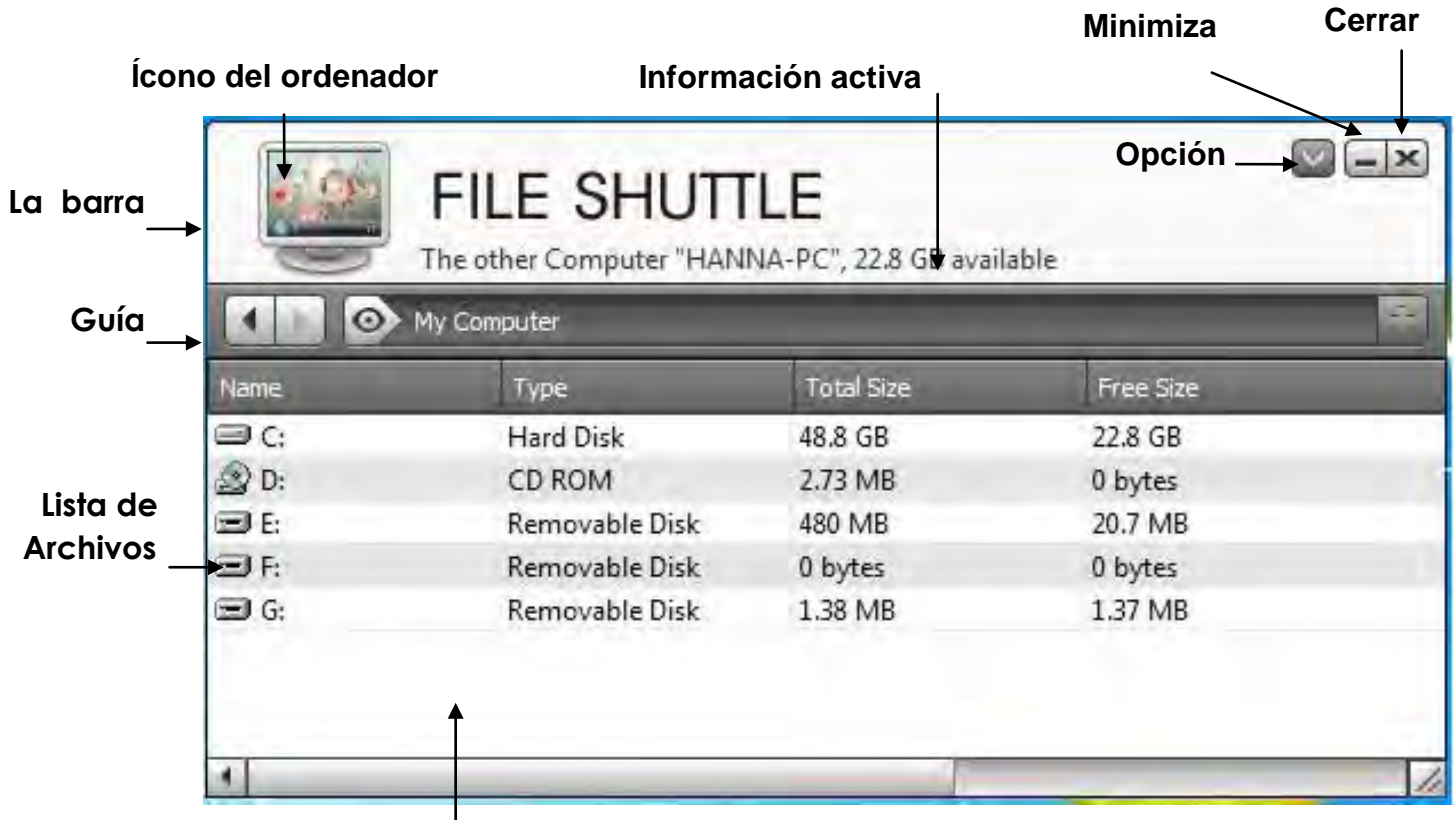 Minimiza Cerrar
Ícono del ordenador Información activa
Opción
La barra
FILE SHUTTLE
The other Computer "HANNA-PC", 22.8 GB available
Guía
My Computer
Name Type Total Size Free Size
C: Hard Disk 48.8 GB 22.8 GB
D: CD ROM 2.73 MB 0 bytes
Lista de
Archivos
E: Removable Disk 480 MB 20.7 MB
F: Removable Disk 0 bytes 0 bytes
G: Removable Disk 1.38 MB 1.37 MB